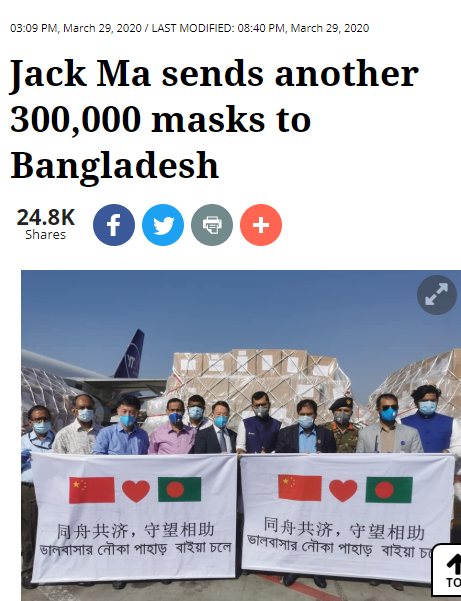 03:09 PM, March 29, 2020 / LAST MODIFIED: 08:40 PM, March 29, 2020
Jack Ma sends another
300,000 masks to
Bangladesh
24.8K
Shares
同舟共济，守望相助
ভালবাসার নৌকা পাহাড় বাইয়া চলে
同舟共济，守望相助
ভালবাসার নৌকা পাহাড় বাইয়া
TO